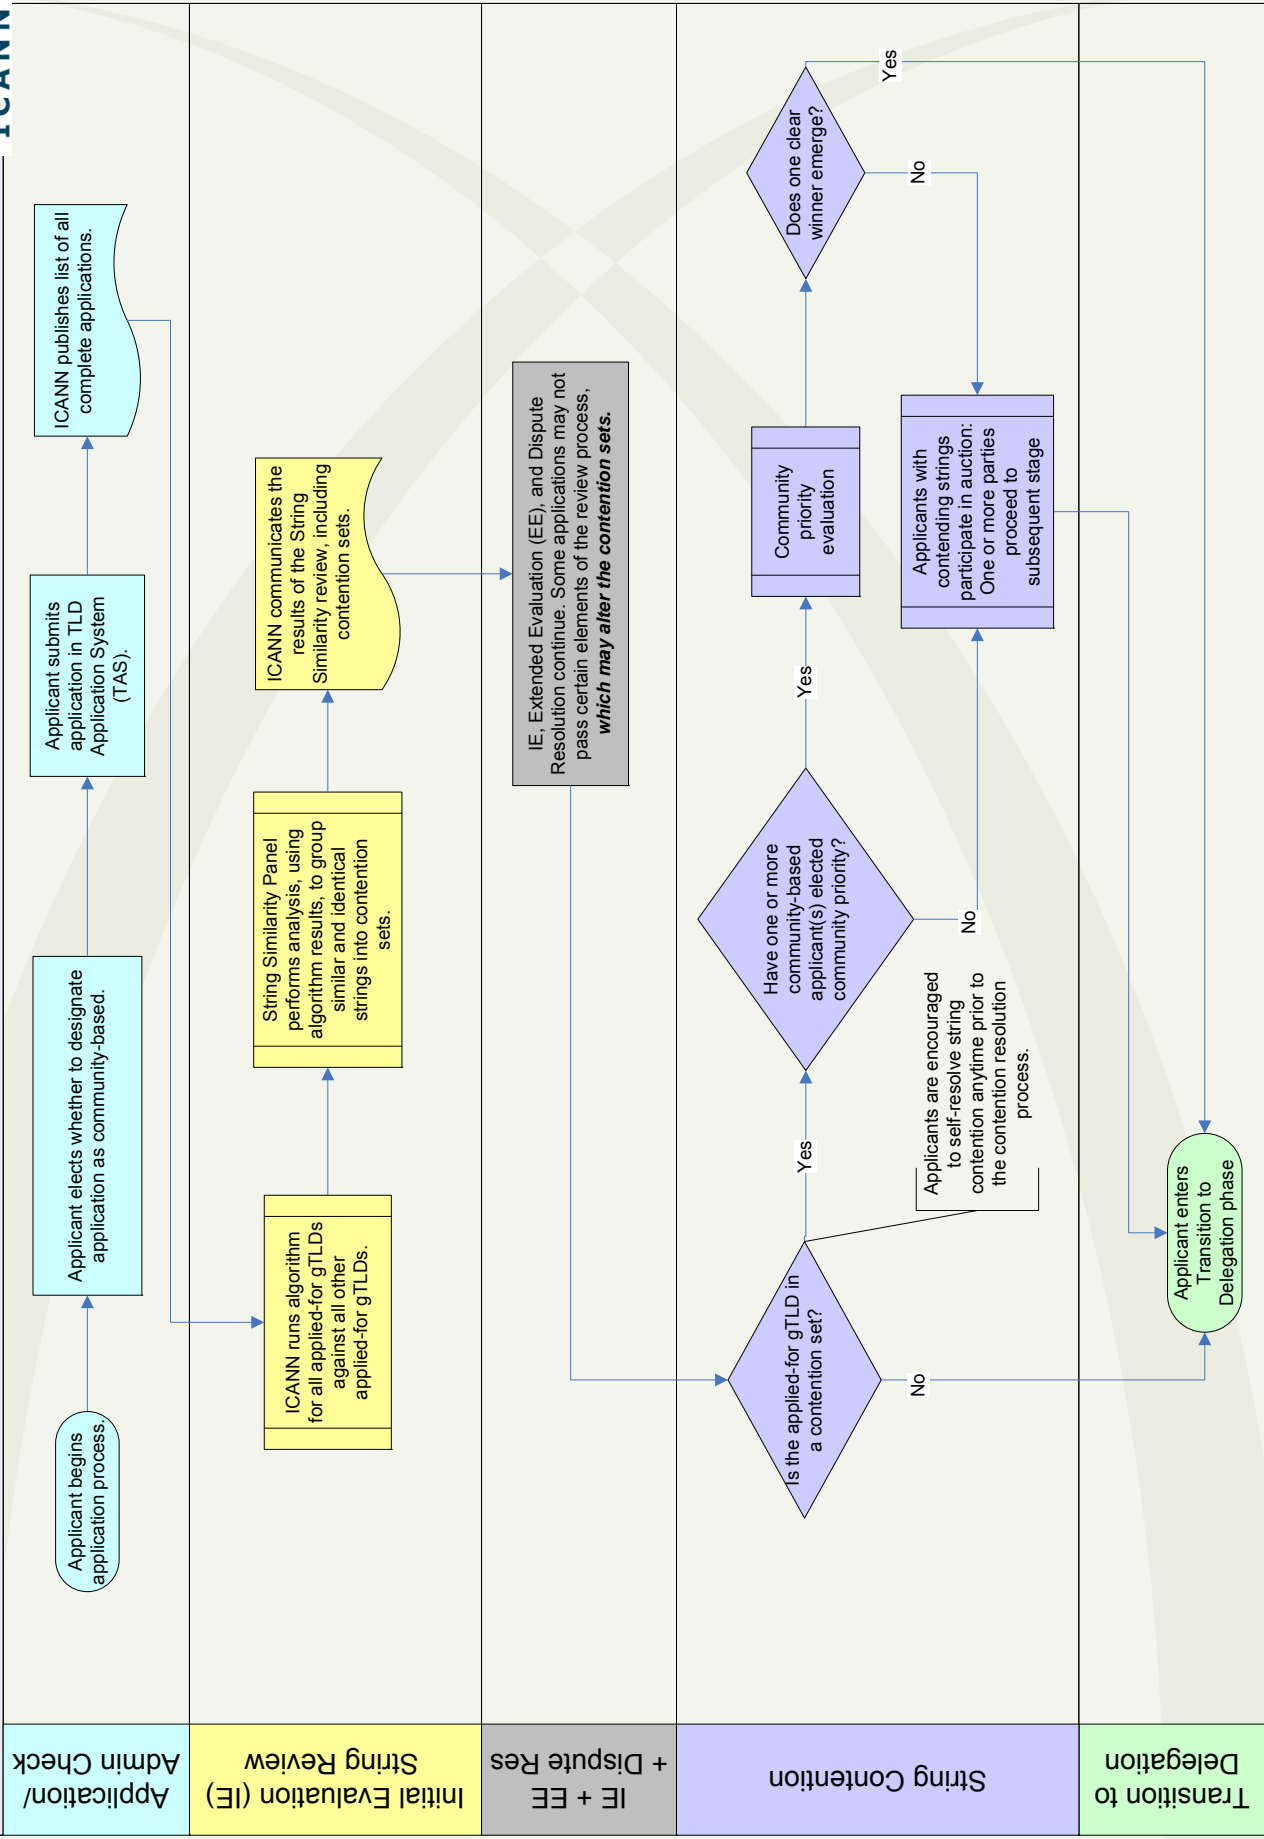 ICANN
Application/
Admin Check
Applicant begins
application process.
Applicant elects whether to designate
application as community-based.
Applicant submits
application in TLD
Application System
(TAS).
ICANN publishes list of all
complete applications.
Initial Evaluation (IE)
String Review
ICANN runs algorithm
for all applied-for gTLDs
against all other
applied-for gTLDs.
String Similarity Panel
performs analysis, using
algorithm results, to group
similar and identical
strings into contention
sets.
ICANN communicates the
results of the String
Similarity review, including
contention sets.
IE + EE
+ Dispute Res
IE, Extended Evaluation (EE), and Dispute
Resolution continue. Some applications may not
pass certain elements of the review process,
which may alter the contention sets.
String Contention
Is the applied-for gTLD in
a contention set?
Yes
No
Applicants are encouraged
to self-resolve string
contention anytime prior to
the contention resolution
process.
Have one or more
community-based
applicant(s) elected
community priority?
Yes
No
Community
priority
evaluation
Applicants with
contending strings
participate in auction:
One or more parties
proceed to
subsequent stage
Does one clear
winner emerge?
Yes
No
Transition to
Delegation
Applicant enters
Transition to
Delegation phase